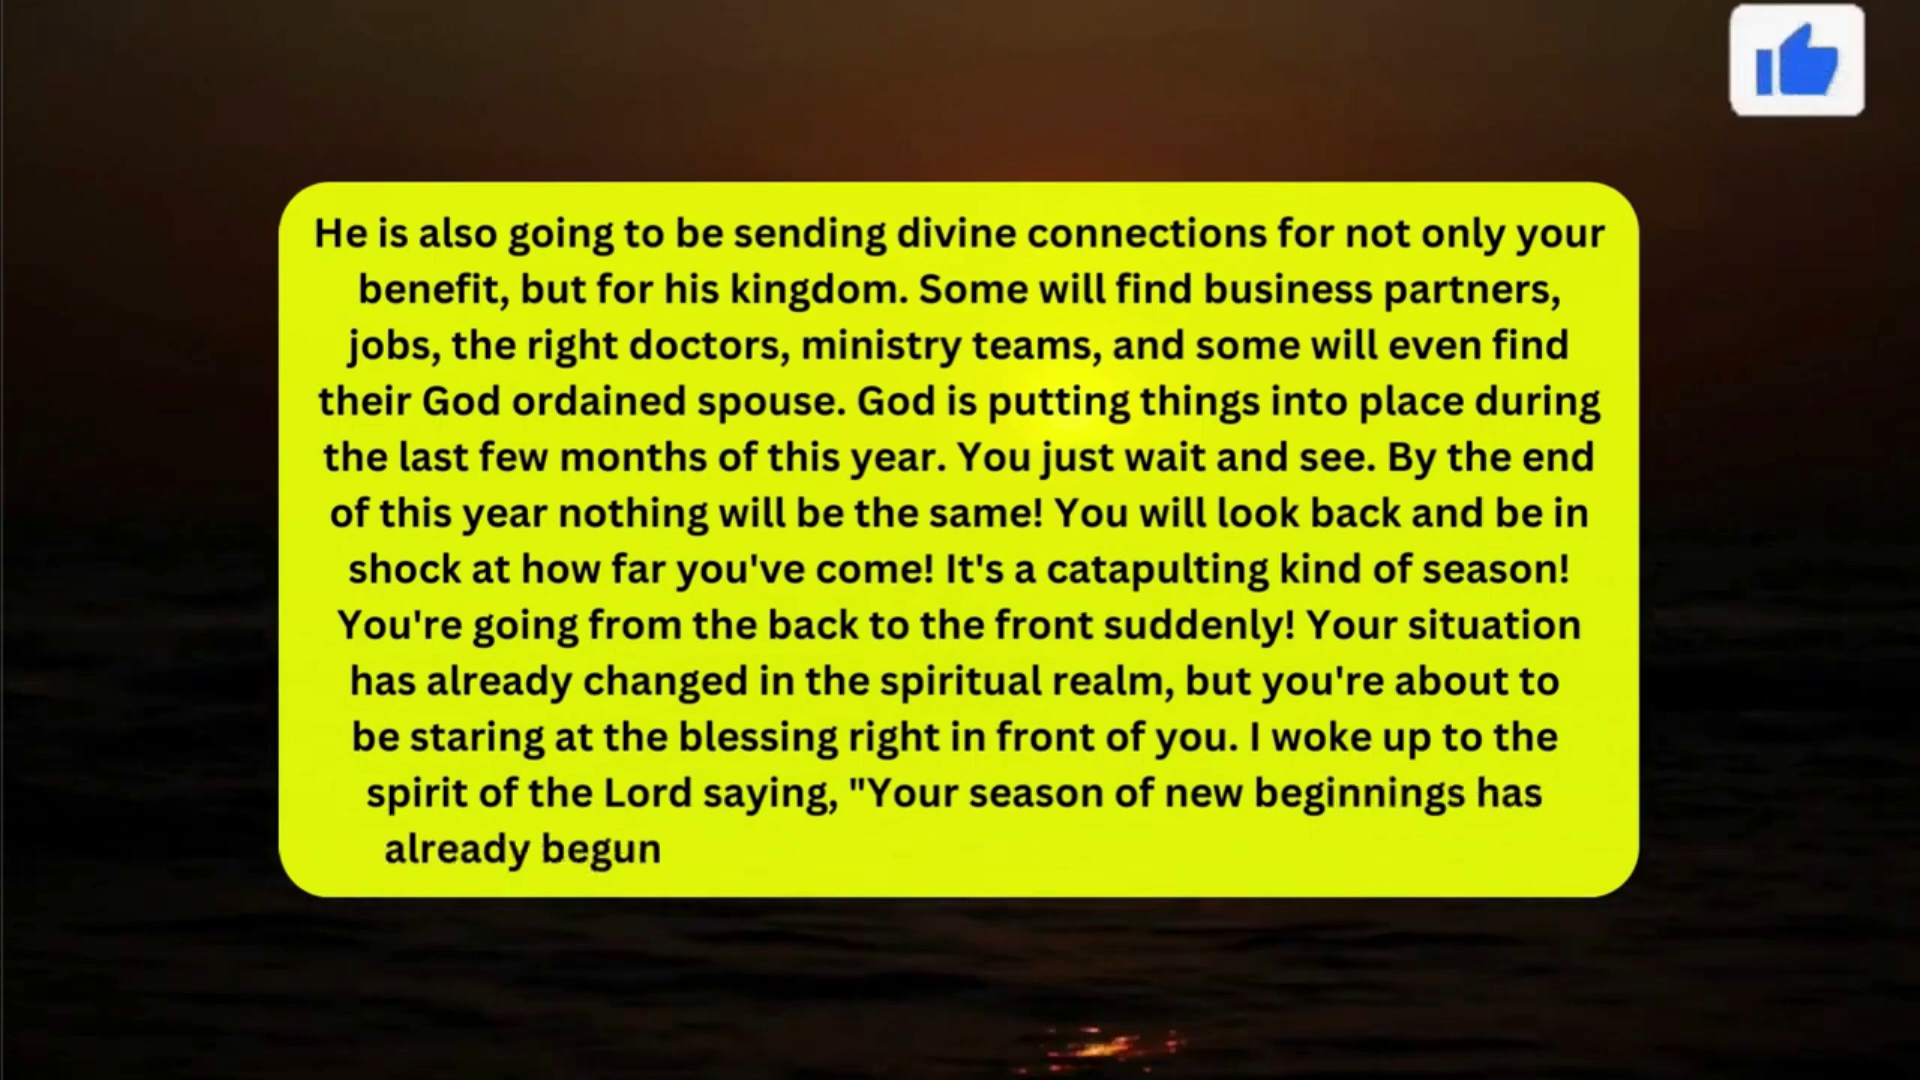 He is also going to be sending divine connections for not only your
benefit, but for his kingdom. Some will find business partners,
jobs, the right doctors, ministry teams, and some will even find
their God ordained spouse. God is putting things into place during
the last few months of this year. You just wait and see. By the end
of this year nothing will be the same! You will look back and be in
shock at how far you've come! It's a catapulting kind of season!
You're going from the back to the front suddenly! Your situation
has already changed in the spiritual realm, but you're about to
be staring at the blessing right in front of you. I woke up to the
spirit of the Lord saying, "Your season of new beginnings has
already begun